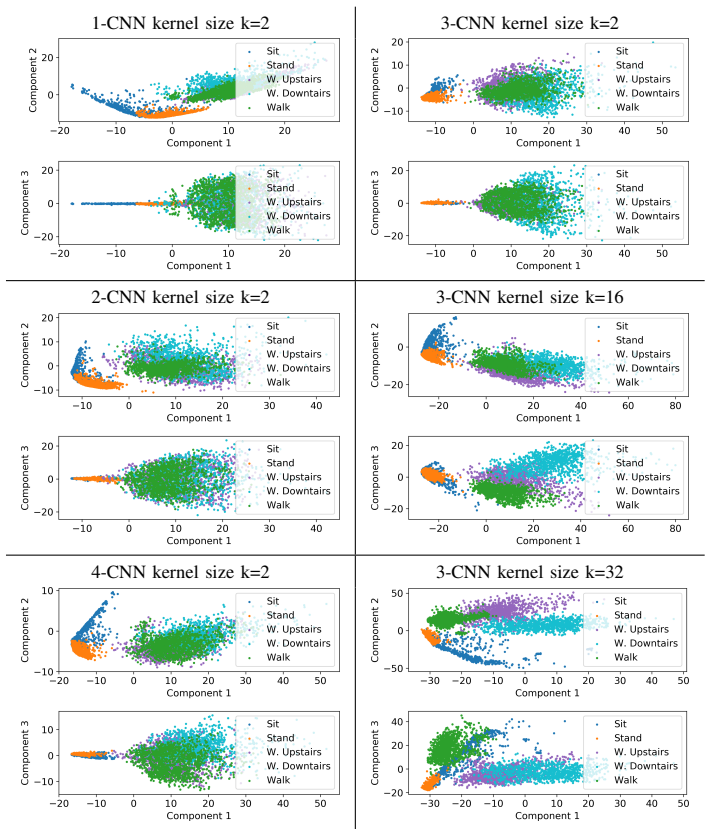 1-CNN kernel size k=2
Component 2
20
0
Sit
Stand
W. Upstairs
W. Downtairs
Walk
−20 −10 0 10 20
Component 1
Component 3
20
0
−20
Sit
Stand
W. Upstairs
W. Downtairs
Walk
−20 −10 0 10 20
Component 1
3-CNN kernel size k=2
Component 2
20
10
0
−10
Sit
Stand
W. Upstairs
W. Downtairs
Walk
−10 0 10 20 30 40 50
Component 1
Component 3
20
0
−20
Sit
Stand
W. Upstairs
W. Downtairs
Walk
−10 0 10 20 30 40 50
Component 1
2-CNN kernel size k=2
Component 2
20
10
0
−10
Sit
Stand
W. Upstairs
W. Downtairs
Walk
−10 0 10 20 30 40
Component 1
Component 3
20
0
−20
Sit
Stand
W. Upstairs
W. Downtairs
Walk
−10 0 10 20 30 40
Component 1
3-CNN kernel size k=16
Component 2
0
−20
Sit
Stand
W. Upstairs
W. Downtairs
Walk
−20 0 20 40 60 80
Component 1
Component 3
20
0
−20
Sit
Stand
W. Upstairs
W. Downtairs
Walk
−20 0 20 40 60 80
Component 1
4-CNN kernel size k=2
Component 2
10
0
−10
Sit
Stand
W. Upstairs
W. Downtairs
Walk
−20 −10 0 10 20 30 40 50
Component 1
Component 3
10
0
−10
Sit
Stand
W. Upstairs
W. Downtairs
Walk
−20 −10 0 10 20 30 40 50
Component 1
3-CNN kernel size k=32
Component 2
50
0
−50
Sit
Stand
W. Upstairs
W. Downtairs
Walk
−30 −20 −10 0 10 20 30 40 50
Component 1
Component 3
40
20
0
−20
Sit
Stand
W. Upstairs
W. Downtairs
Walk
−30 −20 −10 0 10 20 30 40 50
Component 1